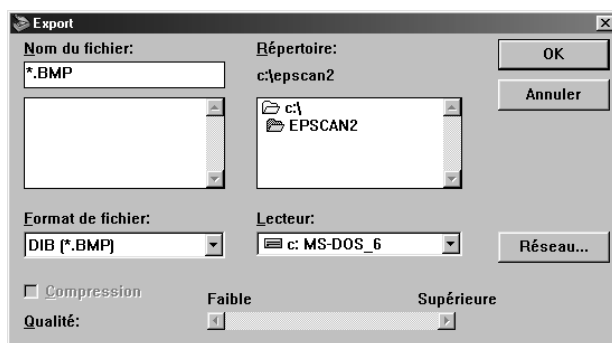 Export
Nom du fichier:
*.BMP
Répertoire:
c:\epscan2
c:\
EPSCAN2
OK
Annuler
Format de fichier:
DIB (*.BMP)
Lecteur:
c: MS-DOS_6
Réseau...
Compression
Faible
Supérieure
Qualité: